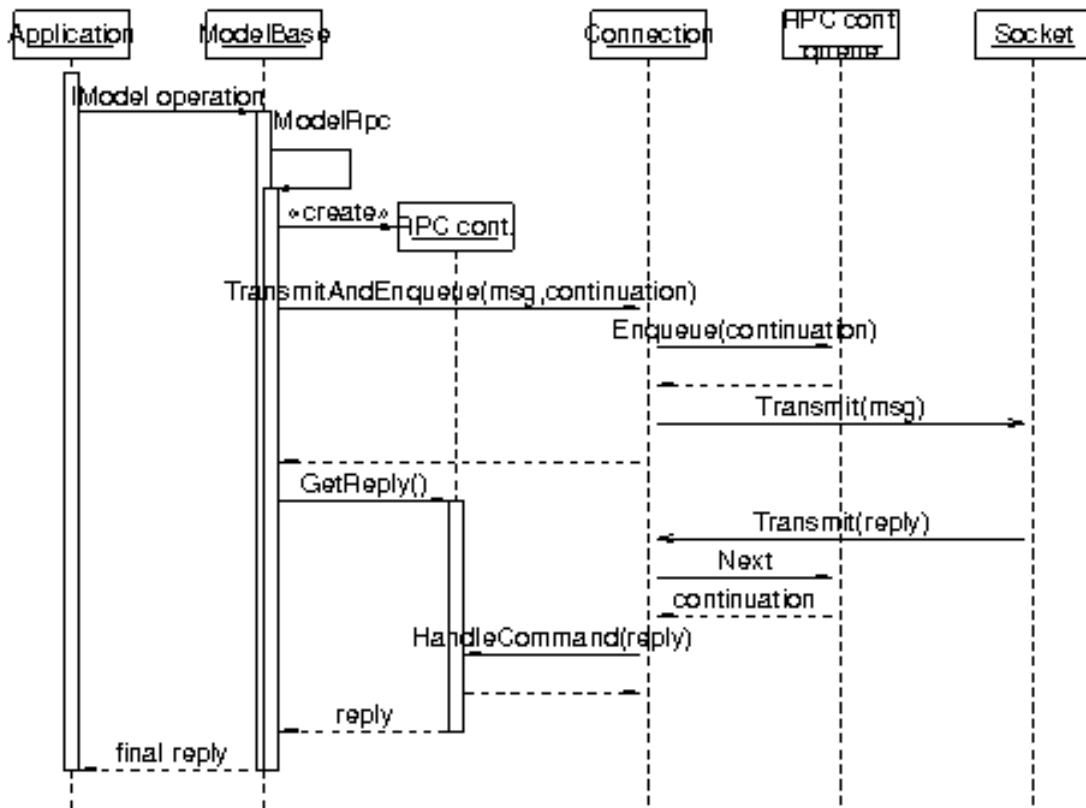 Application
ModelBase
Connection
RPC cont.
queue
Socket
IModel operation
ModelRpc
«create»
RPC cont.
TransmitAndEnqueue(msg,continuation)
Enqueue(continuation)
Transmit(msg)
GetReply()
Transmit(reply)
Next
continuation
HandleCommand(reply)
reply
final reply